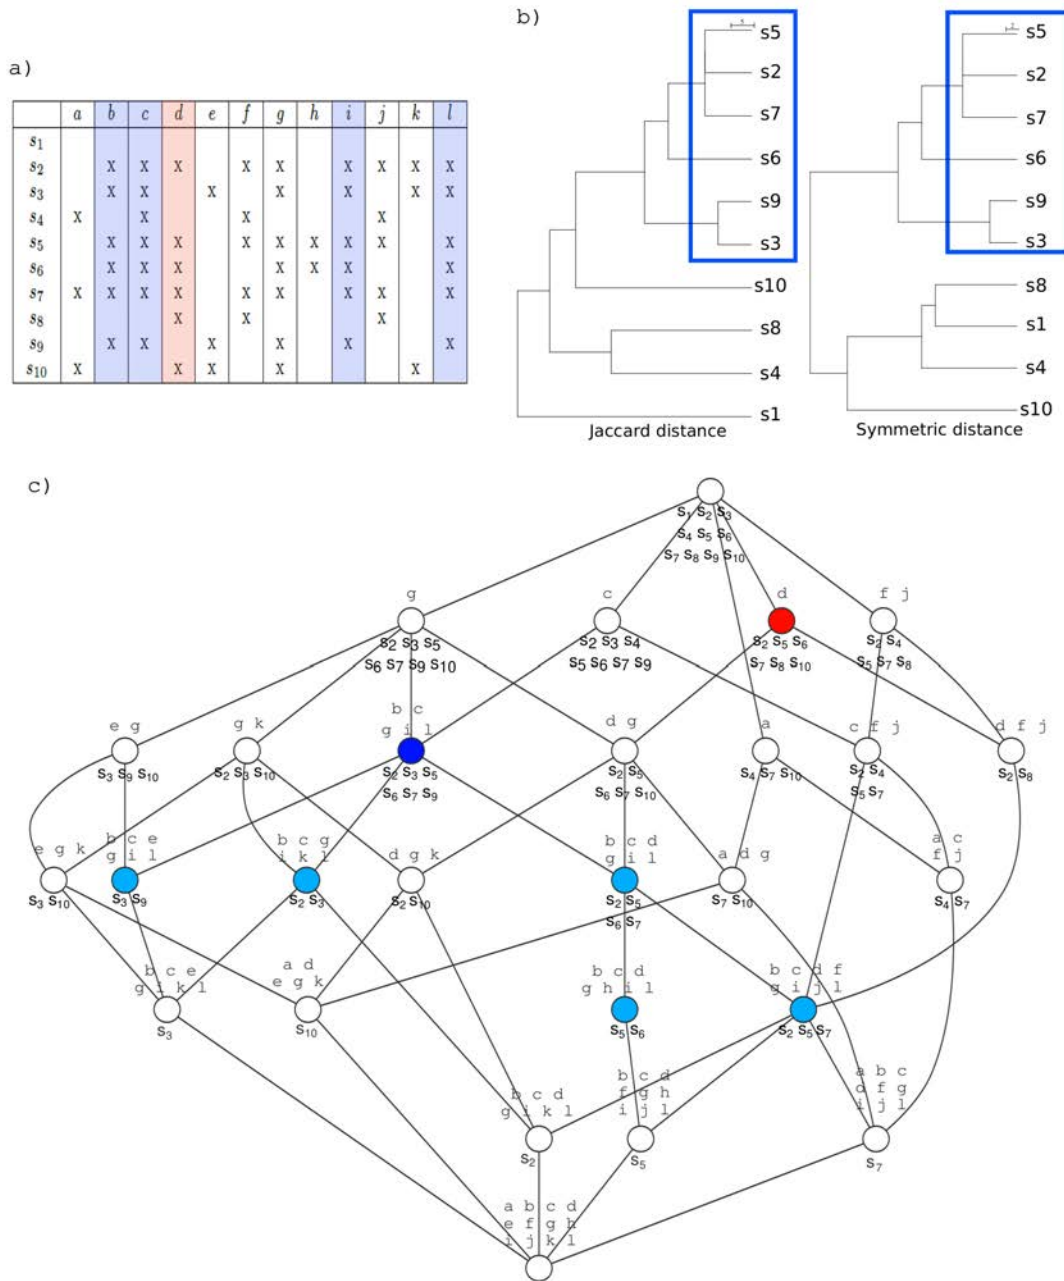 a)
a b c d e f g h i j k l
s1
s2 X X X X X X X X X
s3 X X X X X X X
s4 X X X X
s5 X X X X X X X X X
s6 X X X X X X X
s7 X X X X X X X X X
s8 X X X
s9 X X X X X X
s10 X X X X X
b)
5
s5
s2
s7
s6
s9
s3
s10
s8
s4
s1
Jaccard distance
2
s5
s2
s7
s6
s9
s3
s8
s1
s4
s10
Symmetric distance
c)
s1 s2 s3
s4 s5 s6
s7 s8 s9 s10
g
s2 s3 s5
s6 s7 s9 s10
c
s2 s3 s4
s5 s6 s7 s9
d
s2 s5 s6
s7 s8 s10
f j
s2 s4
s5 s7 s8
e g
s3 s9 s10
g k
s2 s3 s10
b c
g i l
s2 s3 s5
s6 s7 s9
d g
s2 s5
s6 s7 s10
a
s4 s7 s10
c f j
s2 s4
s5 s7
d f j
s2 s8
e g k
s3 s10
b c e
g i l
s3 s9
b c g
i k l
s2 s3
d g k
s2 s10
b c d
g i l
s2 s5
s6 s7
a d g
s7 s10
a c
f j
s4 s7
b c e
g i k l
s3
a d
e g k
s10
b c d
g h i l
s5 s6
b c d f
g i j l
s2 s5 s7
b c d
g i k l
s2
b c d
f g h
i j l
s5
a b c
d f g
i j l
s7
a b c d
e f g h
i j k l